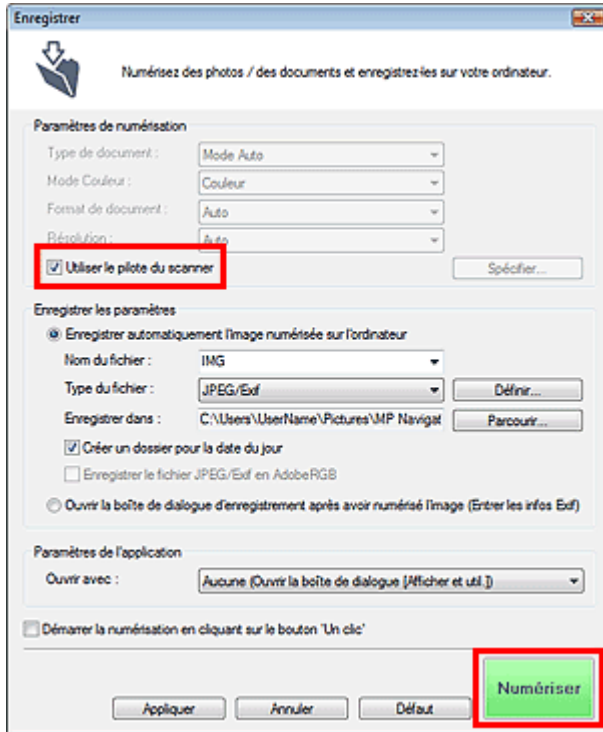 Enregistrer
Numérisez des photos / des documents et enregistrez-les sur votre ordinateur.
Paramètres de numérisation
Type de document : Mode Auto
Mode Couleur : Couleur
Format de document : Auto
Résolution : Auto
Utiliser le pilote du scanner Spécifier...
Enregistrer les paramètres
Enregistrer automatiquement l'image numérisée sur l'ordinateur
Nom du fichier : IMG
Type du fichier : JPEG/Exif Définir...
Enregistrer dans : C:\Users\UserName\Pictures\MP Navigat Parcourir...
Créer un dossier pour la date du jour
Enregistrer le fichier JPEG/Exif en AdobeRGB
Ouvrir la boîte de dialogue d'enregistrement après avoir numérisé l'image (Entrer les infos Exif)
Paramètres de l'application
Ouvrir avec : Aucune (Ouvrir la boîte de dialogue [Afficher et util.])
Démarrer la numérisation en cliquant sur le bouton 'Un clic'
Appliquer Annuler Défaut Numériser